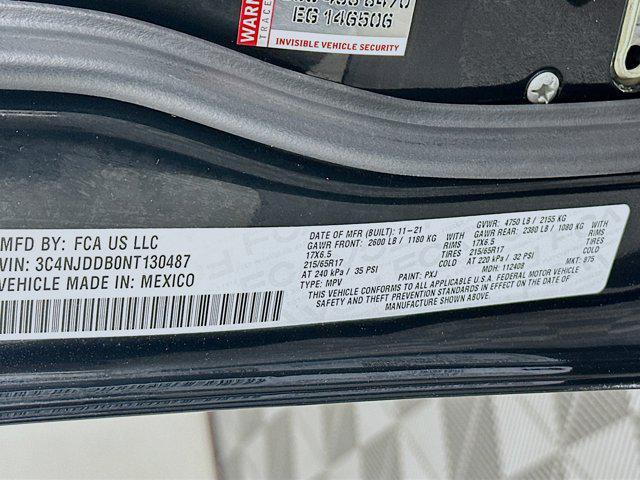 WARN
TRACE
EG 14G506
INVISIBLE VEHICLE SECURITY
MFD BY: FCA US LLC
VIN: 3C4NJDDB0NT130487
VEHICLE MADE IN: MEXICO
DATE OF MFR (BUILT): 11-21 GVWR: 4750 LB / 2155 KG
GAWR FRONT: 2600 LB / 1180 KG GAWR REAR: 2380 LB / 1080 KG
17X6.5 RIMS 17X6.5 RIMS
215/65R17 TIRES 215/65R17 TIRES
AT 240 kPa / 35 PSI COLD AT 220 kPa / 32 PSI COLD
TYPE: MPV PAINT: PXJ MDH: 112408 MKT: 875
THIS VEHICLE CONFORMS TO ALL APPLICABLE U.S.A. FEDERAL MOTOR VEHICLE
SAFETY AND THEFT PREVENTION STANDARDS IN EFFECT ON THE DATE OF
MANUFACTURE SHOWN ABOVE.